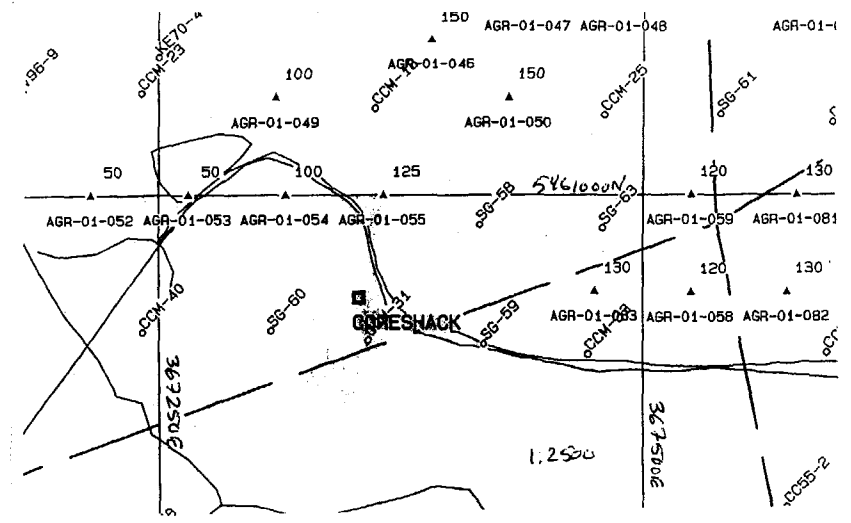 150
AGR-01-047
AGR-01-048
KE70-4
CCM-23
AGR-01-046
100
150
CCM-25
SG-61
AGR-01-049
AGR-01-050
50
50
100
125
5461000N
120
130
SG-58
SG-63
AGR-01-052
AGR-01-053
AGR-01-054
AGR-01-055
AGR-01-059
AGR-01-081
130
120
130
CCM-40
SG-60
CORESHACK
SG-59
AGR-01-083
AGR-01-058
AGR-01-082
367250E
367500E
1:2500
CC55-2